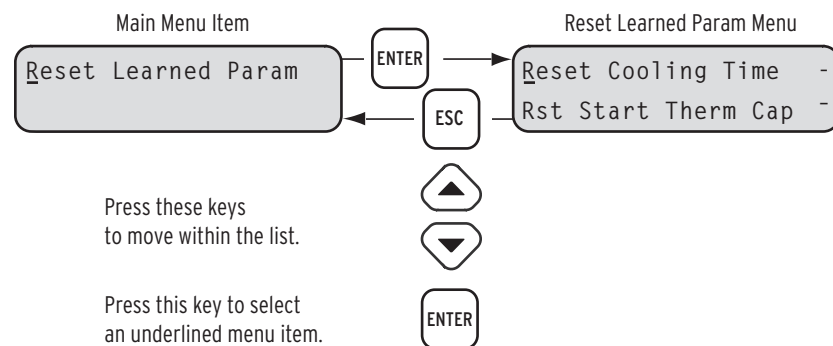 Main Menu Item
Reset Learned Param Menu
Reset Learned Param
ENTER
Reset Cooling Time -
Rst Start Therm Cap -
ESC
Press these keys
to move within the list.
Press this key to select
an underlined menu item.
ENTER